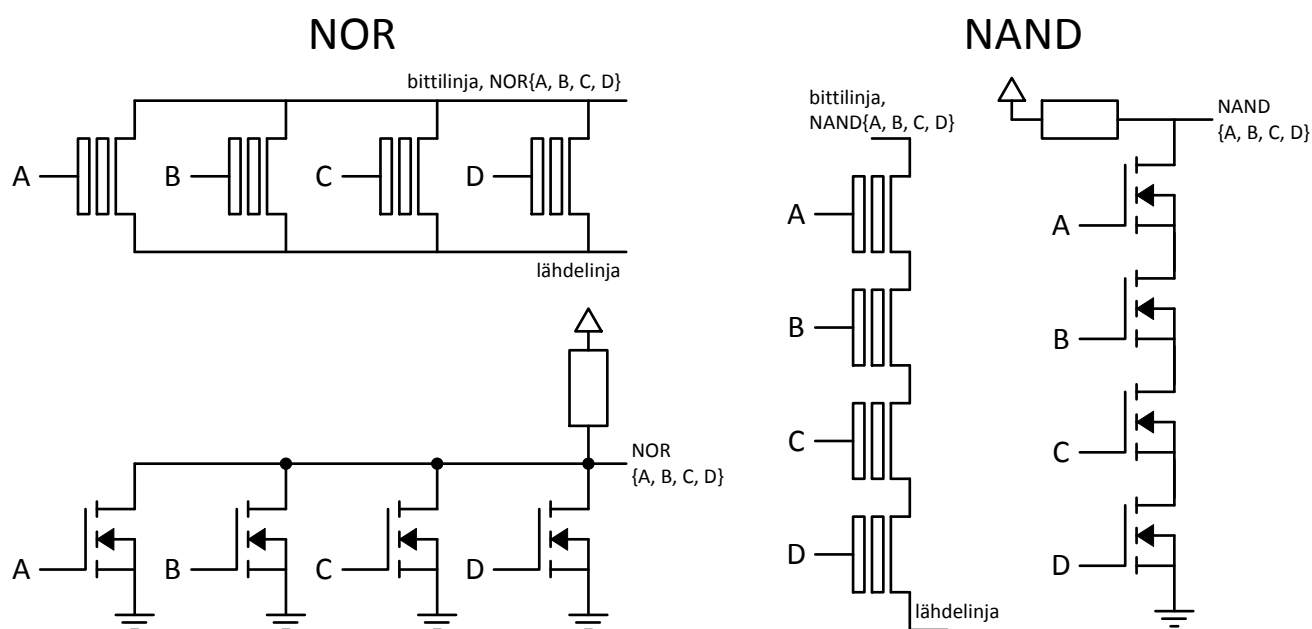 NOR
bittilinja, NOR{A, B, C, D}
A
B
C
D
lähdelinja
NOR
{A, B, C, D}
A
B
C
D
NAND
bittilinja,
NAND{A, B, C, D}
A
B
C
D
lähdelinja
NAND
{A, B, C, D}
A
B
C
D